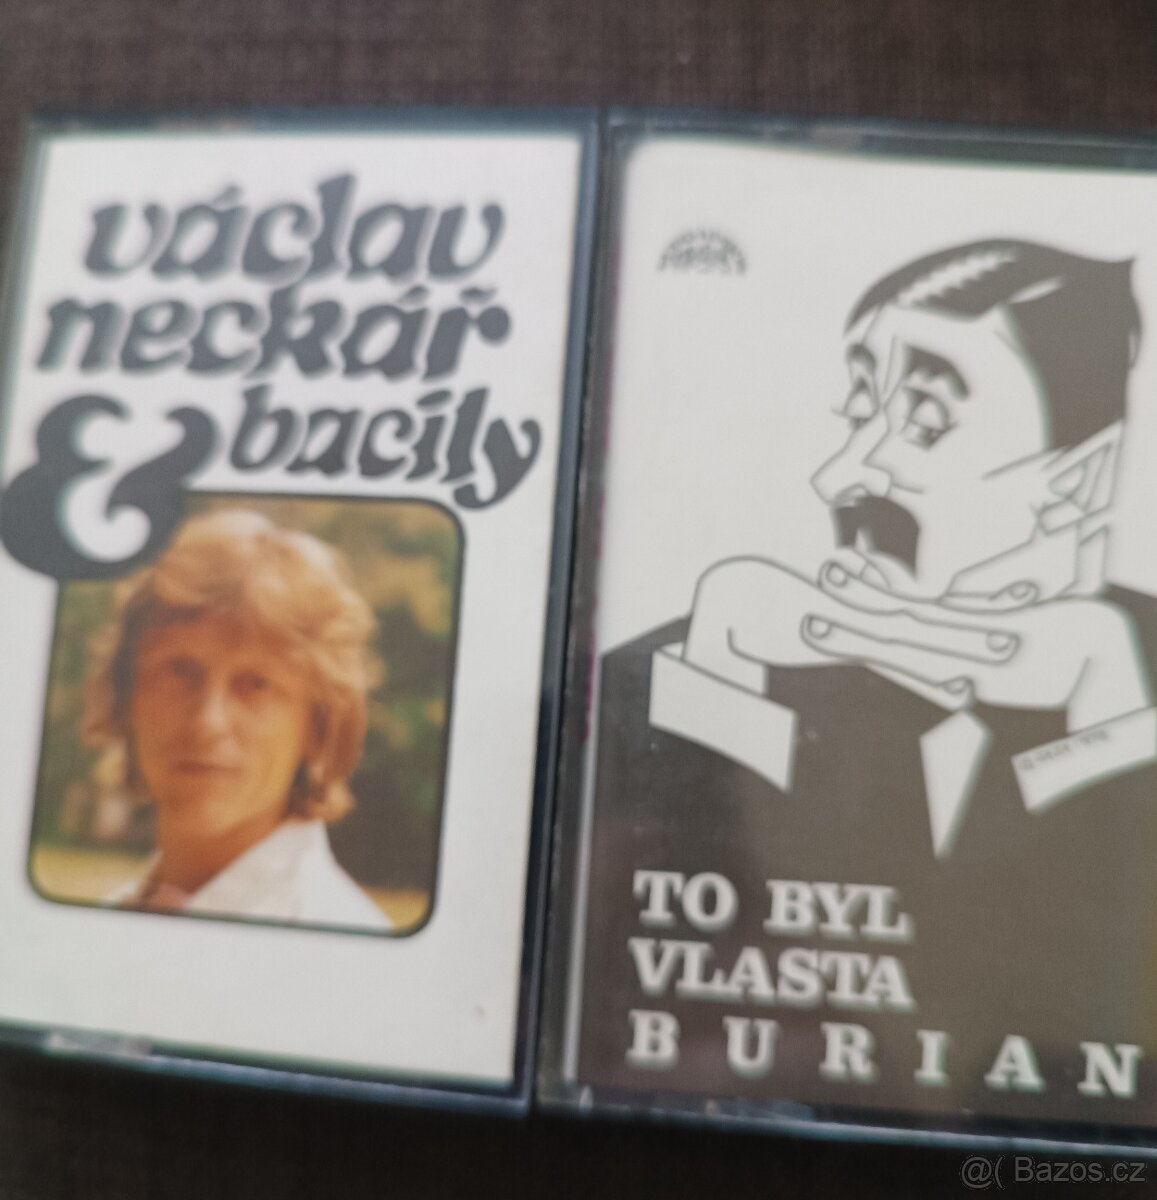 václav
neckář
& bacily
TO BYL
VLASTA
BURIAN
@( Bazos.cz